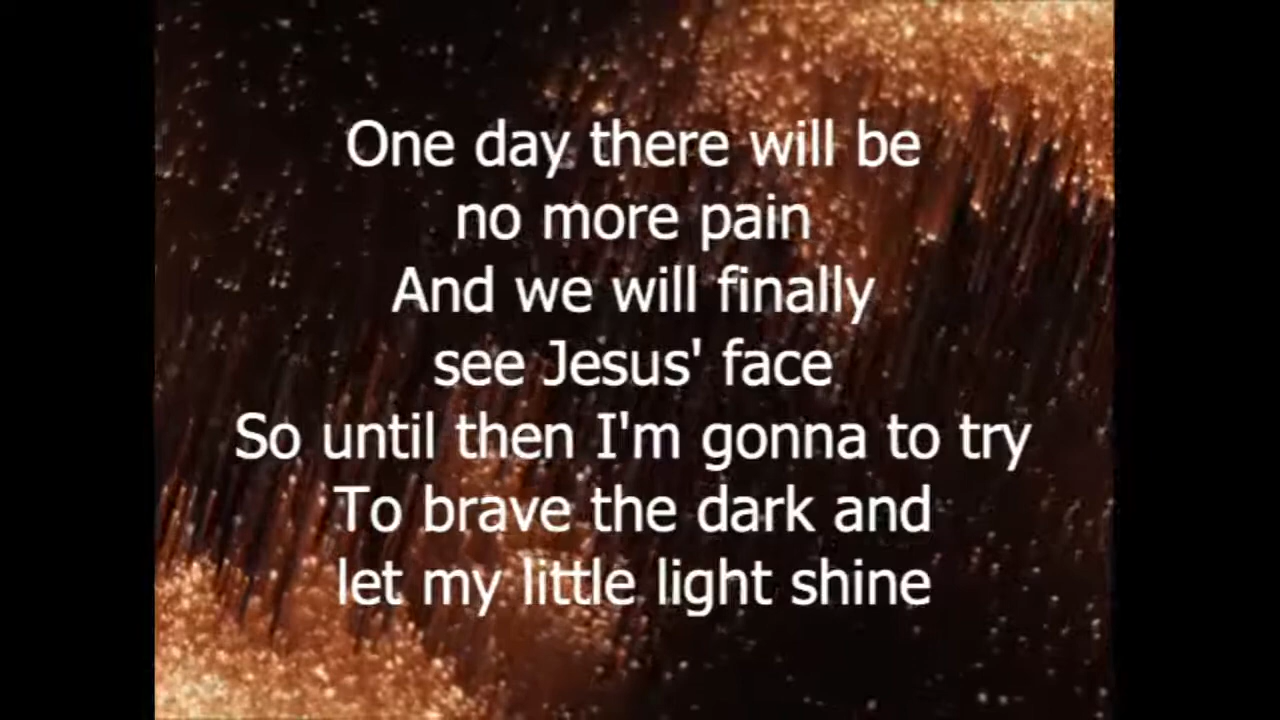 One day there will be
no more pain
And we will finally
see Jesus' face
So until then I'm gonna to try
To brave the dark and
let my little light shine